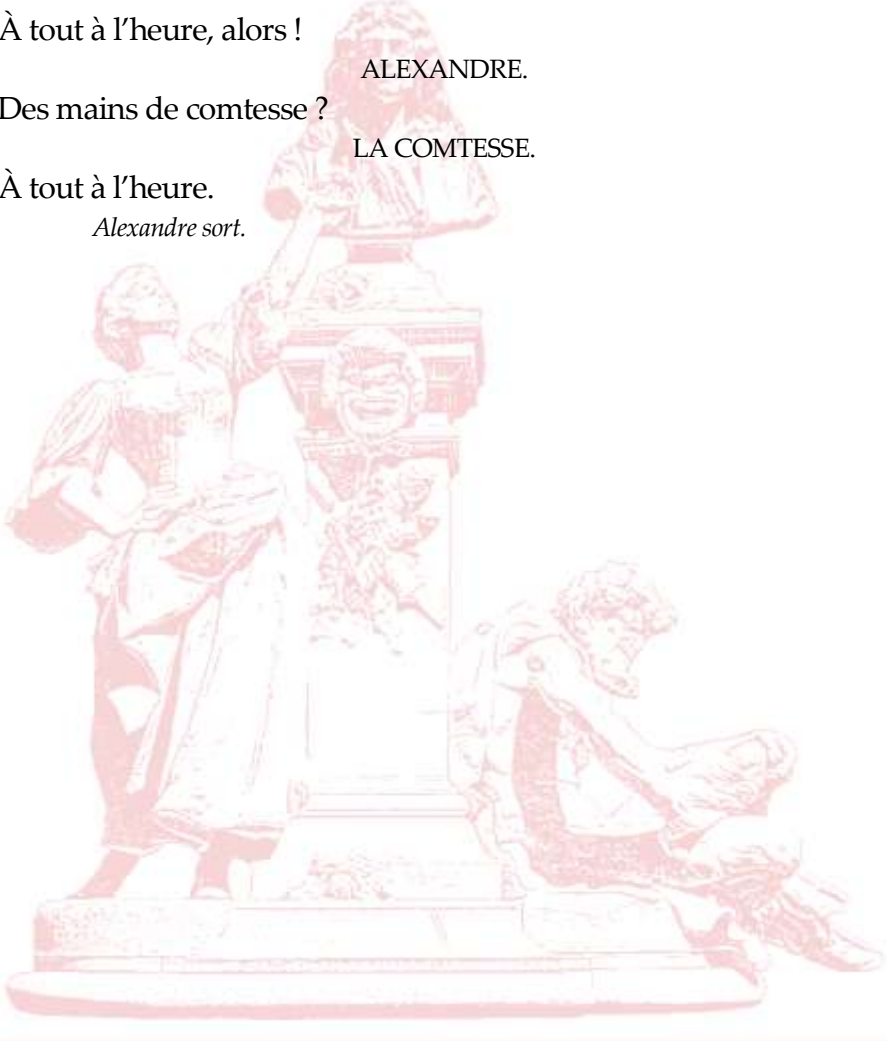 À tout à l’heure, alors !
ALEXANDRE.
Des mains de comtesse ?
LA COMTESSE.
À tout à l’heure.
Alexandre sort.